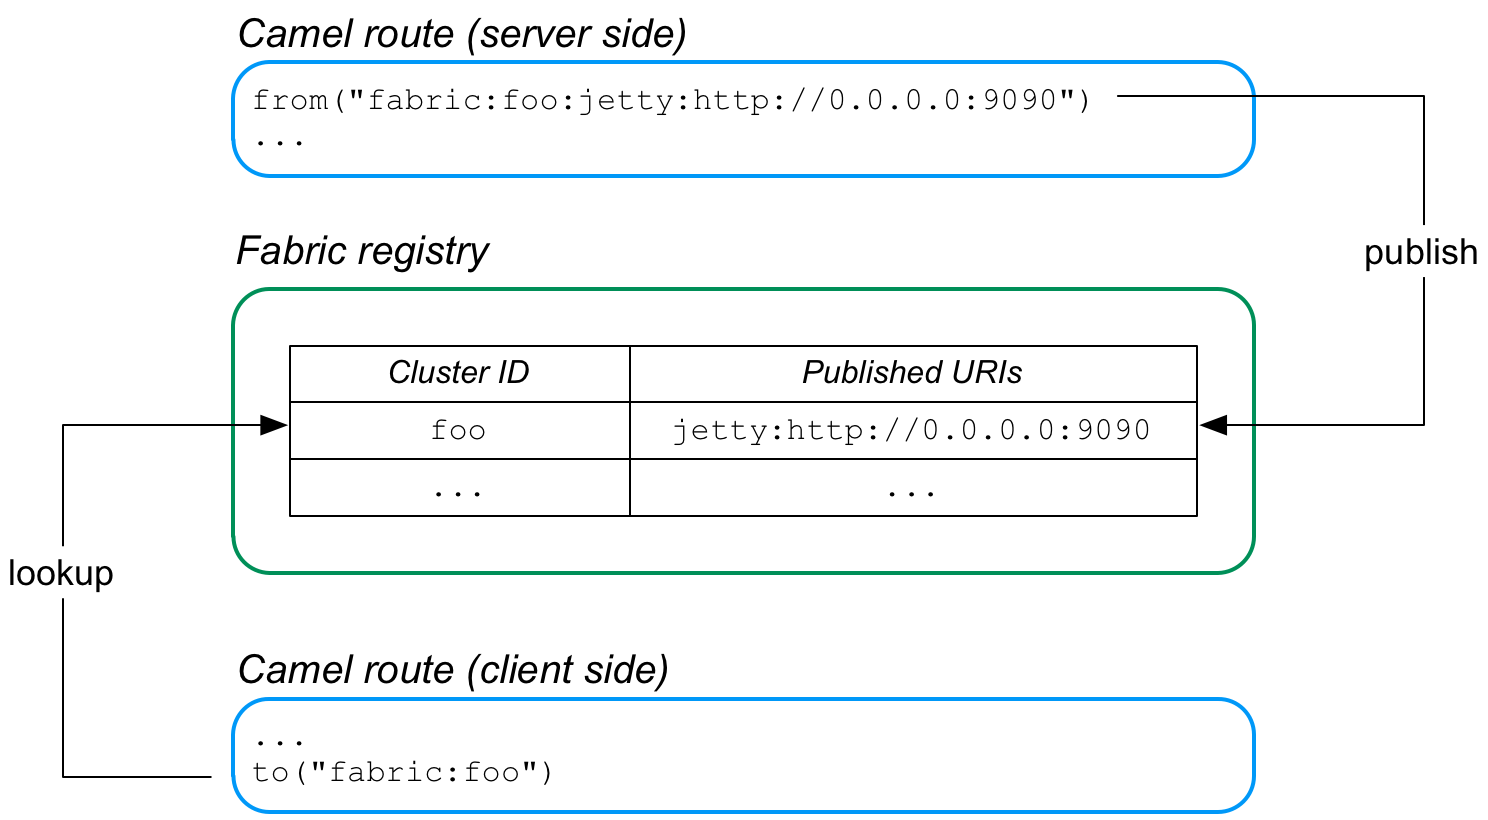 Camel route (server side)
from("fabric:foo:jetty:http://0.0.0.0:9090")
...
Fabric registry
publish
Cluster ID Published URIs
foo jetty:http://0.0.0.0:9090
... ...
lookup
Camel route (client side)
...
to("fabric:foo")